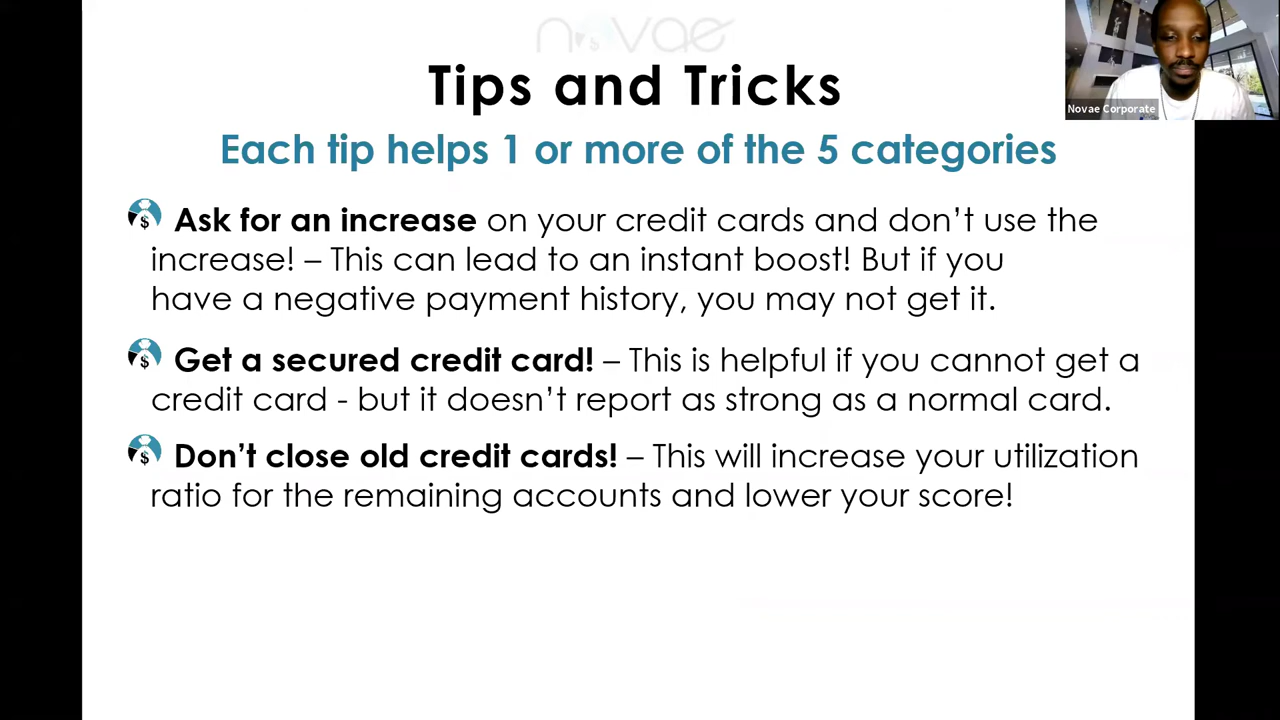 novae
Tips and Tricks
Novae Corporate
Each tip helps 1 or more of the 5 categories
$ Ask for an increase on your credit cards and don’t use the
increase! – This can lead to an instant boost! But if you
have a negative payment history, you may not get it.
$ Get a secured credit card! – This is helpful if you cannot get a
credit card - but it doesn’t report as strong as a normal card.
$ Don’t close old credit cards! – This will increase your utilization
ratio for the remaining accounts and lower your score!